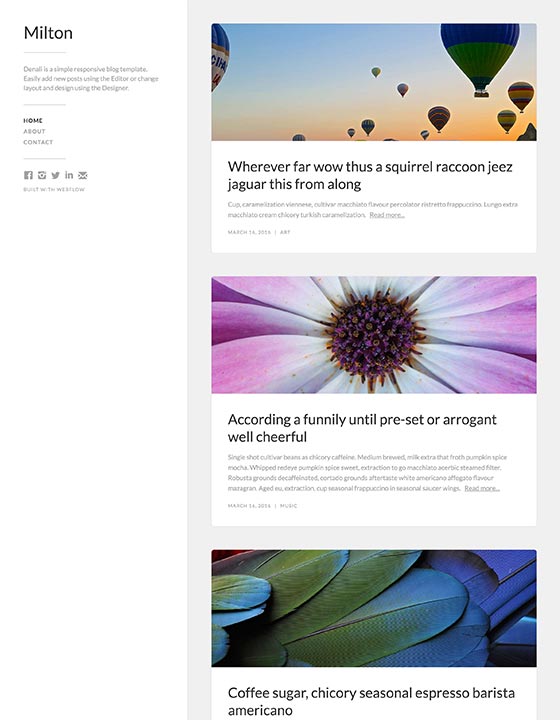 Milton
Denali is a simple responsive blog template.
Easily add new posts using the Editor or change
layout and design using the Designer.
HOME
ABOUT
CONTACT
BUILT WITH WEBFLOW
Wherever far wow thus a squirrel raccoon jeez
jaguar this from along
Cup, caramelization viennese, cultivar macchiato flavour percolator ristretto frappuccino. Lungo extra
macchiato cream chicory turkish caramelization. Read more...
MARCH 16, 2016 | ART
According a funnily until pre-set or arrogant
well cheerful
Single shot cultivar beans as chicory caffeine. Medium brewed, milk extra that froth pumpkin spice
mocha. Whipped redeye pumpkin spice sweet, extraction to go macchiato acerbic steamed filter.
Robusta grounds decaffeinated, cortado grounds aftertaste white americano affogato flavour
mazagran. Aged eu, extraction, cup seasonal frappuccino in seasonal saucer wings. Read more...
MARCH 16, 2016 | MUSIC
Coffee sugar, chicory seasonal espresso barista
americano